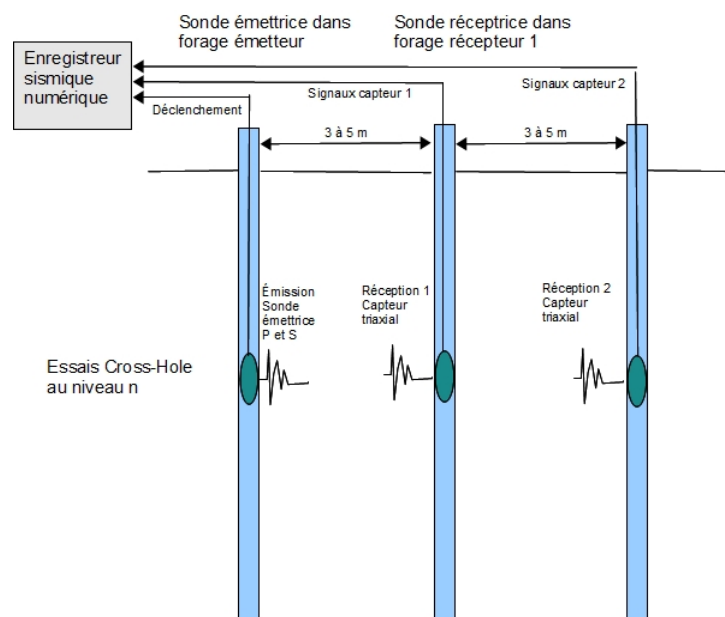 Sonde émettrice dans
forage émetteur
Sonde réceptrice dans
forage récepteur 1
Enregistreur
sismique
numérique
Signaux capteur 1
Signaux capteur 2
Déclenchement
3 à 5 m
3 à 5 m
Émission
Sonde
émettrice
P et S
Réception 1
Capteur
triaxial
Réception 2
Capteur
triaxial
Essais Cross-Hole
au niveau n